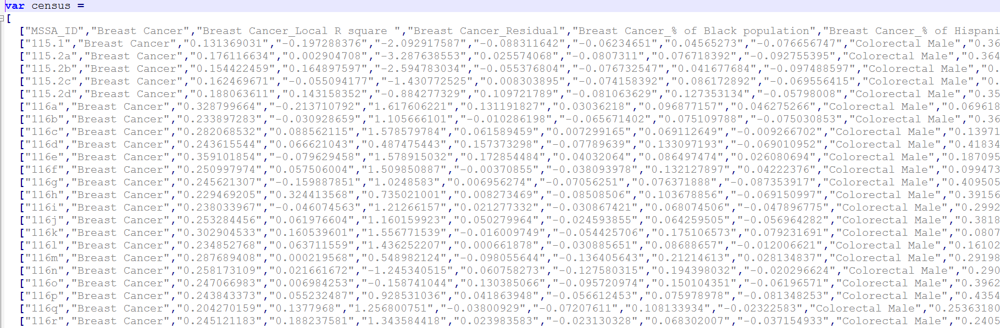 var census =
[
["MSSA_ID","Breast Cancer","Breast Cancer_Local R square ","Breast Cancer_Residual","Breast Cancer_% of Black population","Breast Cancer_% of Hispani
["115.1","Breast Cancer","0.131369031","-0.197288376","-2.092917587","-0.088311642","-0.06234651","0.04565273","-0.076656747","Colorectal Male","0.36
["115.2a","Breast Cancer","0.176116634","0.002904708","-3.287638553","0.025574068","-0.0807311","0.076718392","-0.092755395","Colorectal Male","0.364
["115.2b","Breast Cancer","0.154422459","0.164897597","-2.594783034","-0.055376804","-0.076732547","0.041677684","-0.097488597","Colorectal Male","0.
["115.2c","Breast Cancer","0.162469671","-0.055094177","-1.430772525","0.008303895","-0.074158392","0.086172892","-0.069556415","Colorectal Male","0.
["115.2d","Breast Cancer","0.188063611","0.143158352","-0.884277329","0.109721789","-0.081063629","0.127353134","-0.05798008","Colorectal Male","0.35
["116a","Breast Cancer","0.328799664","-0.213710792","1.617606221","0.131191827","0.03036218","0.096877157","0.046275266","Colorectal Male","0.069618
["116b","Breast Cancer","0.233897283","-0.030928659","1.105666101","-0.010286198","-0.065671402","0.075109788","-0.075030853","Colorectal Male","0.36
["116c","Breast Cancer","0.282068532","0.088562115","1.578579784","0.061589459","0.007299165","0.069112649","-0.009266702","Colorectal Male","0.13971
["116d","Breast Cancer","0.243615544","0.066621043","0.487475443","0.157373298","-0.07789639","0.133097193","-0.069010952","Colorectal Male","0.41834
["116e","Breast Cancer","0.359101854","-0.079629458","1.578915032","0.172854484","0.04032064","0.086497474","0.026080694","Colorectal Male","0.187095
["116f","Breast Cancer","0.250997974","0.057506004","1.509850887","-0.00370855","-0.038093978","0.132127897","0.04222376","Colorectal Male","0.099473
["116g","Breast Cancer","0.245621307","-0.159887851","1.0248583","0.006956274","-0.07056251","0.076371888","-0.087353917","Colorectal Male","0.409505
["116h","Breast Cancer","0.229469205","0.324413568","0.735021001","0.008273469","-0.08508506","0.103678856","-0.069150997","Colorectal Male","0.39156
["116i","Breast Cancer","0.238033967","-0.046074563","1.21266157","0.021277332","-0.030867421","0.068074506","-0.047896775","Colorectal Male","0.2992
["116j","Breast Cancer","0.253284456","0.061976604","1.160159923","0.050279964","-0.024593855","0.064259505","-0.056964282","Colorectal Male","0.3818
["116k","Breast Cancer","0.302904533","0.160539601","1.556771539","-0.016009749","-0.054425706","0.175106573","0.079231691","Colorectal Male","0.0807
["116l","Breast Cancer","0.234852768","0.063711559","1.436252207","0.000661878","-0.030885651","0.08688657","-0.012006621","Colorectal Male","0.16102
["116m","Breast Cancer","0.287689408","0.000219568","0.548982124","-0.098055644","-0.136405643","0.21214613","0.028134837","Colorectal Male","0.29198
["116n","Breast Cancer","0.258173109","0.021661672","-1.245340515","0.060758273","-0.127580315","0.194398032","-0.020296624","Colorectal Male","0.290
["116o","Breast Cancer","0.247066983","0.006984253","-0.158741044","0.130385066","-0.095720974","0.150104351","-0.06196571","Colorectal Male","0.3962
["116p","Breast Cancer","0.243843373","0.055232487","0.928531036","0.041863948","-0.056612453","0.075978978","-0.081348253","Colorectal Male","0.4354
["116q","Breast Cancer","0.204270159","0.1377968","1.256800751","-0.03800929","-0.07207611","0.108133934","-0.02322583","Colorectal Male","0.25363180
["116r","Breast Cancer","0.245121183","0.188237581","1.343584418","0.023983583","-0.023130328","0.068302007","-0.037154933","Colorectal Male","0.2405